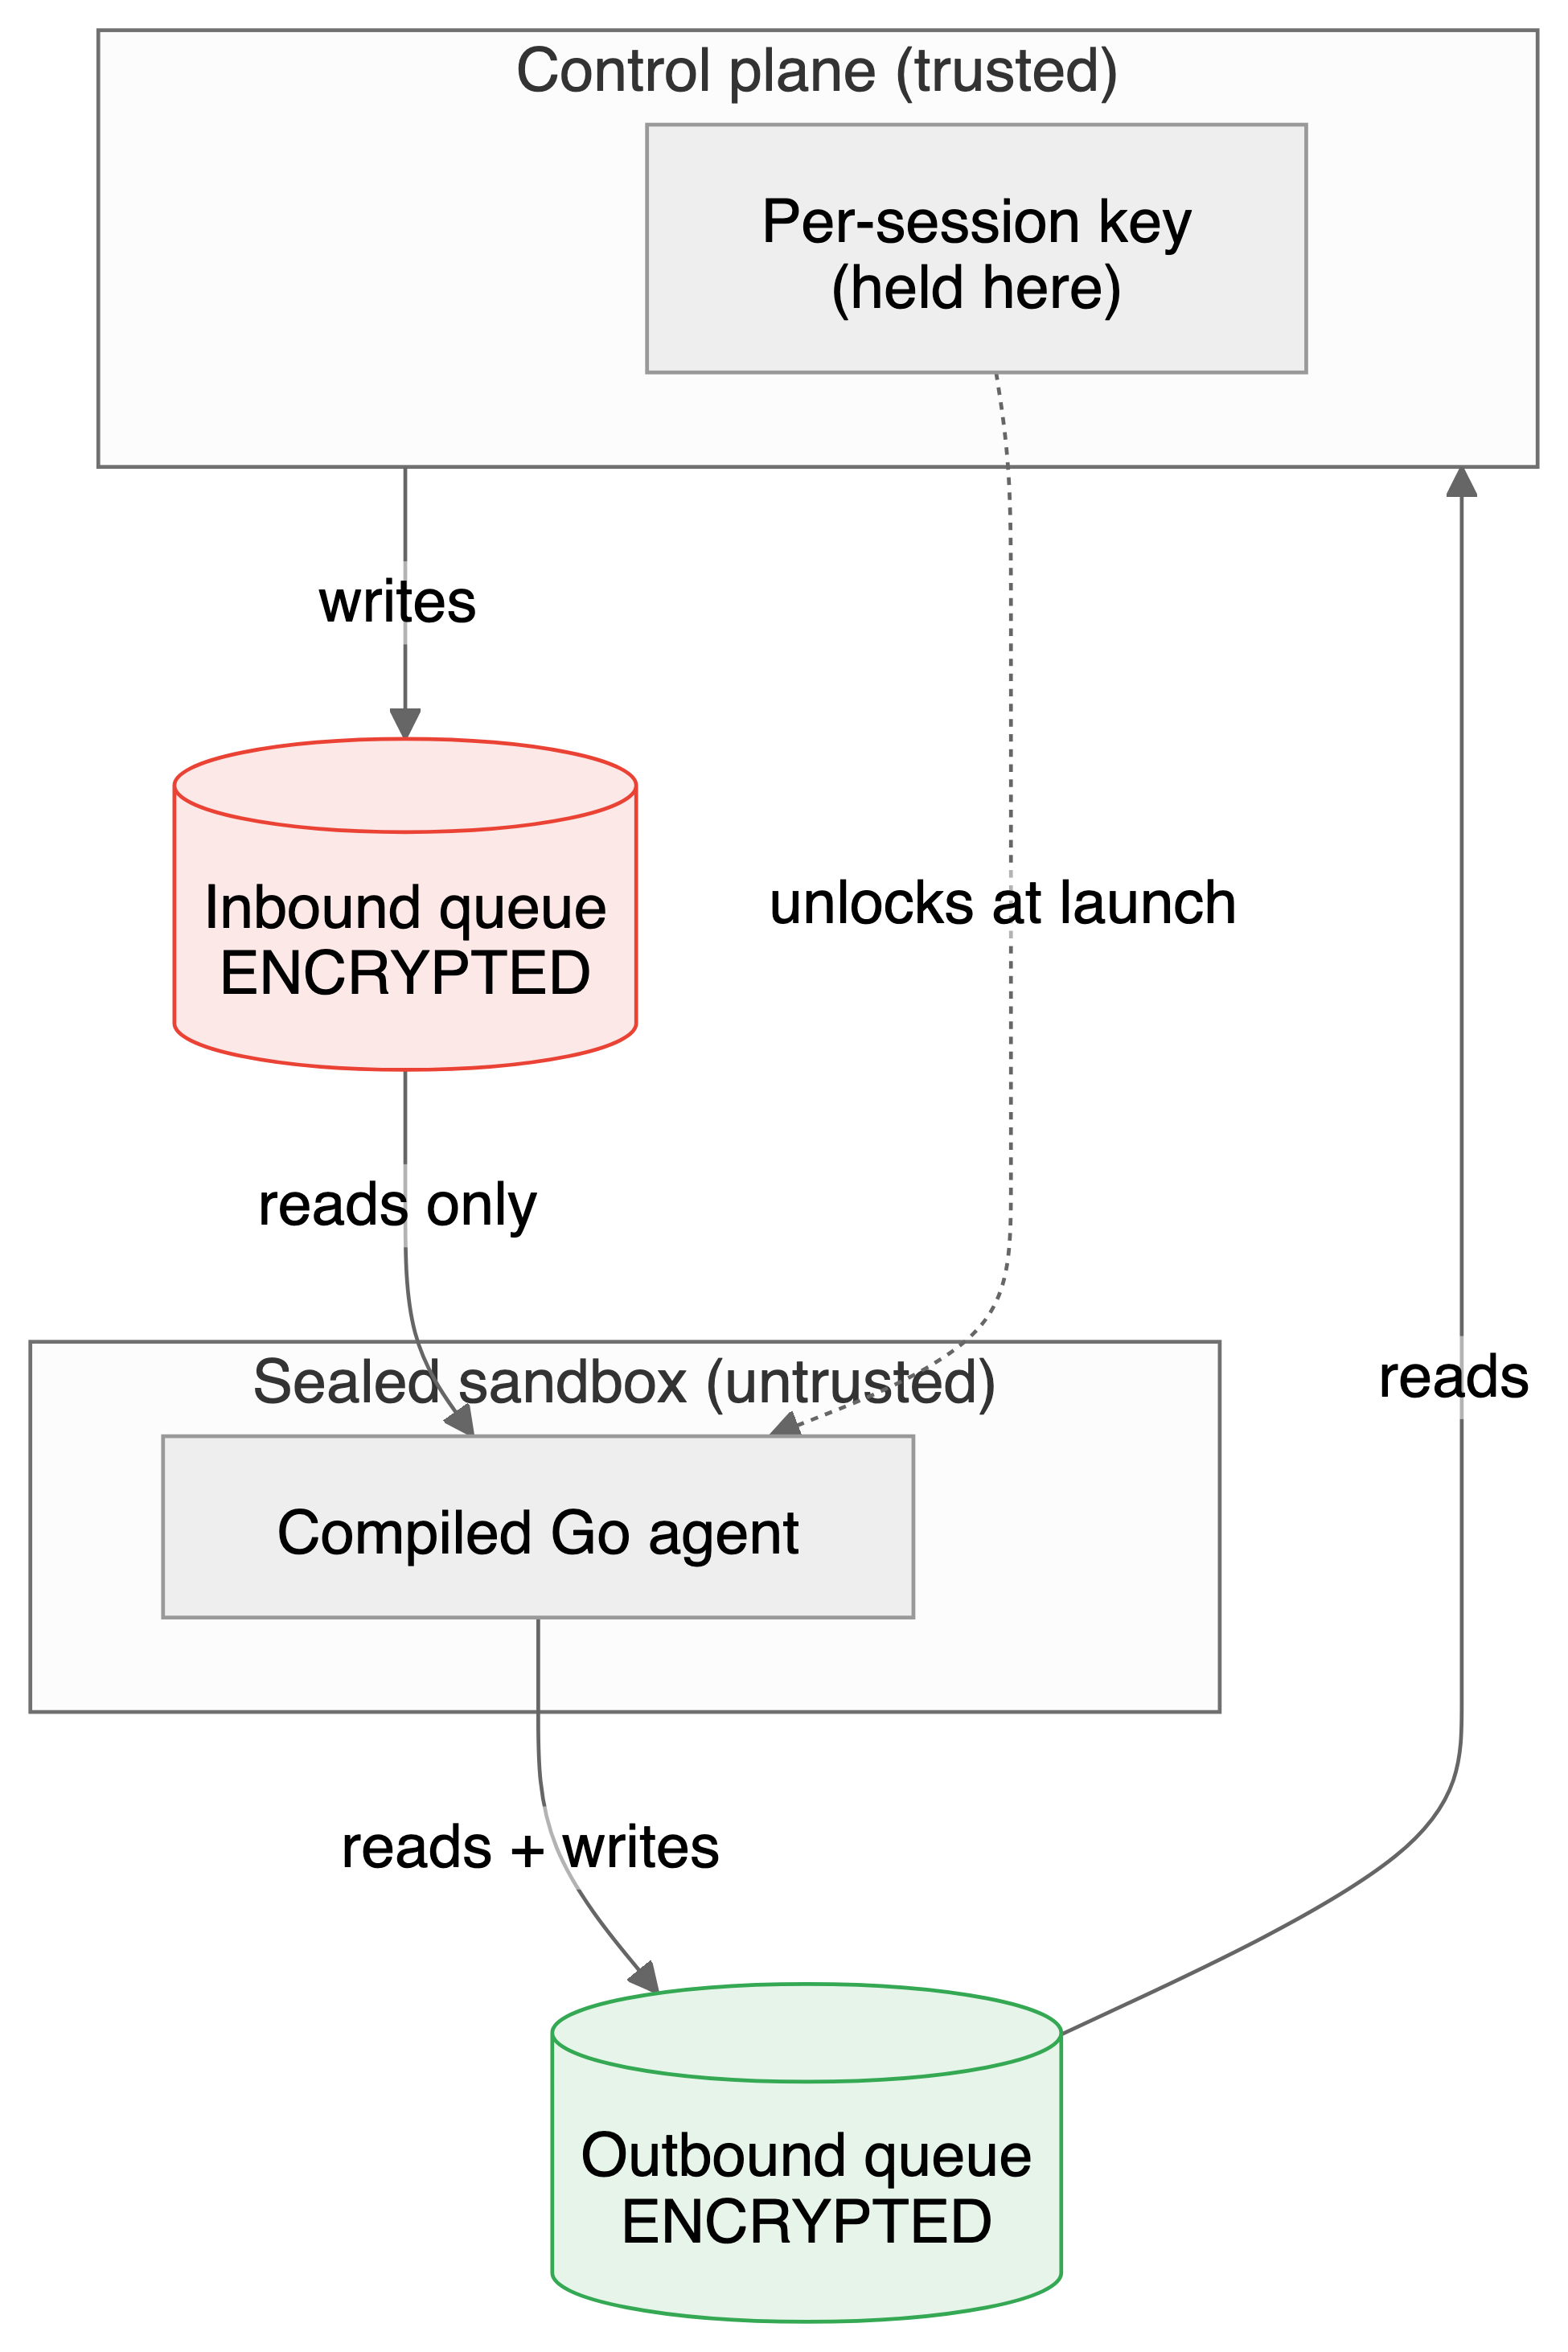 Control plane (trusted)
Per-session key
(held here)
writes
Inbound queue
ENCRYPTED
unlocks at launch
reads only
Sealed sandbox (untrusted)
reads
Compiled Go agent
reads + writes
Outbound queue
ENCRYPTED